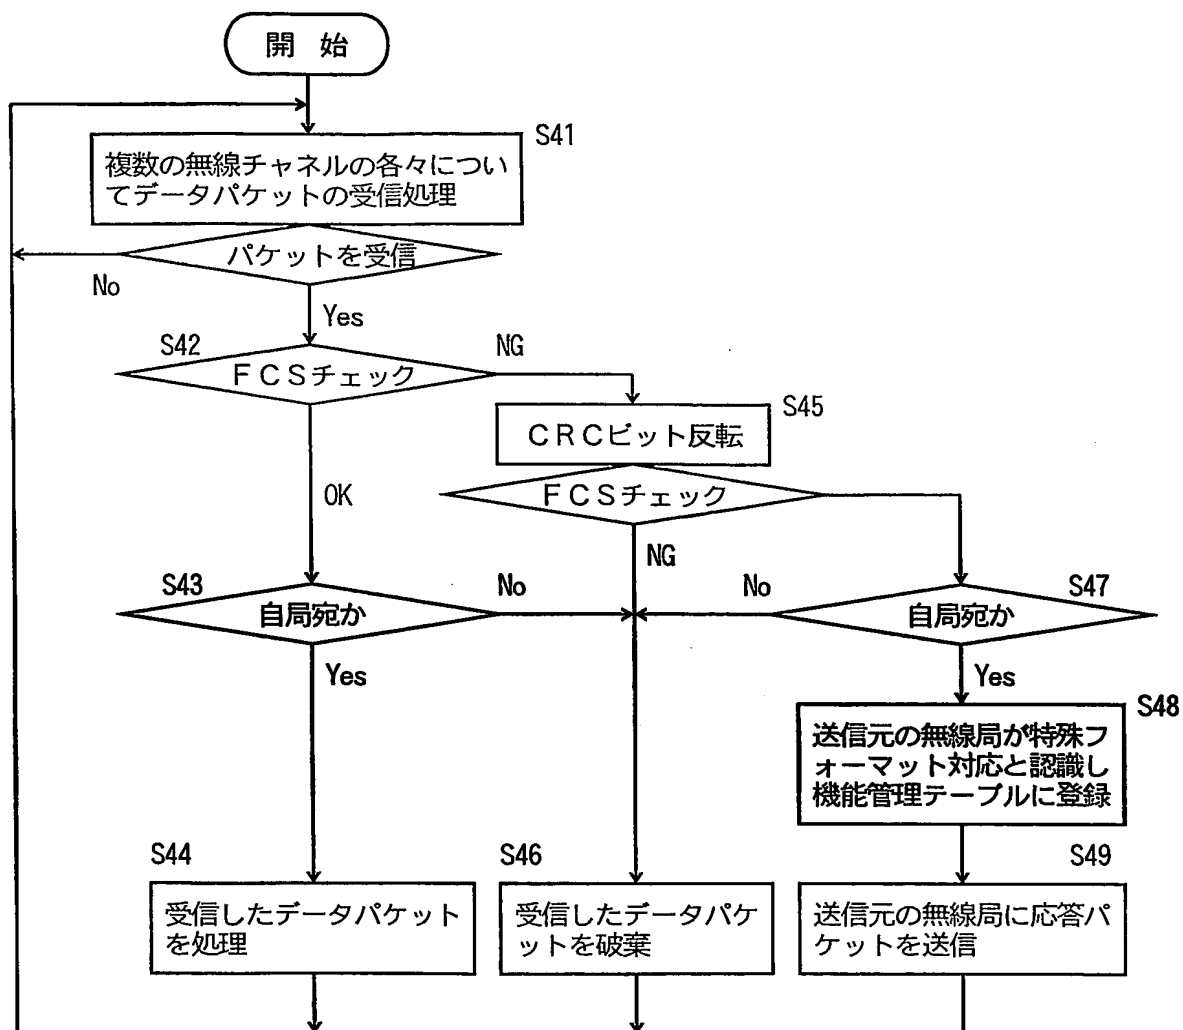 開 始
S41
複数の無線チャネルの各々につい
てデータパケットの受信処理
パケットを受信
No
Yes
S42
NG
FCSチェック
S45
CRCビット反転
OK
FCSチェック
NG
S43
No
No
S47
自局宛か
自局宛か
Yes
Yes
S48
送信元の無線局が特殊フ
ォーマット対応と認識し
機能管理テーブルに登録
S44
S46
S49
受信したデータパケット
を処理
受信したデータパケ
ットを破棄
送信元の無線局に応答パ
ケットを送信